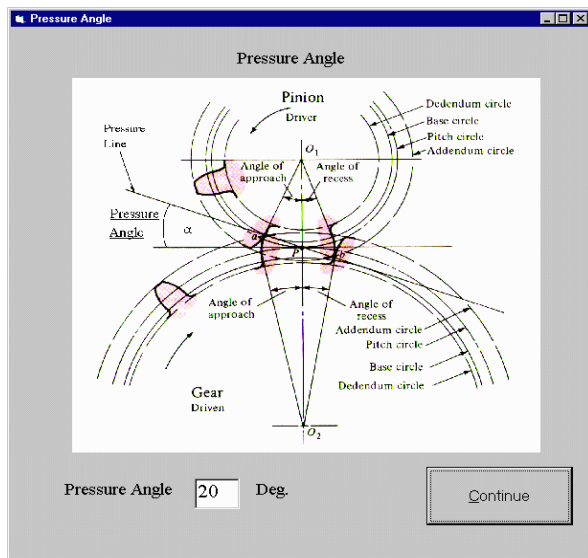 Pressure Angle
Pressure Angle
Pinion
Driver
Dedendum circle
Base circle
Pitch circle
Addendum circle
Pressure
Line
O1
Angle of
approach
Angle of
recess
Pressure
Angle
α
a
P
b
Angle of
approach
Angle of
recess
Addendum circle
Pitch circle
Base circle
Dedendum circle
Gear
Driven
O2
Pressure Angle 20 Deg.
Continue